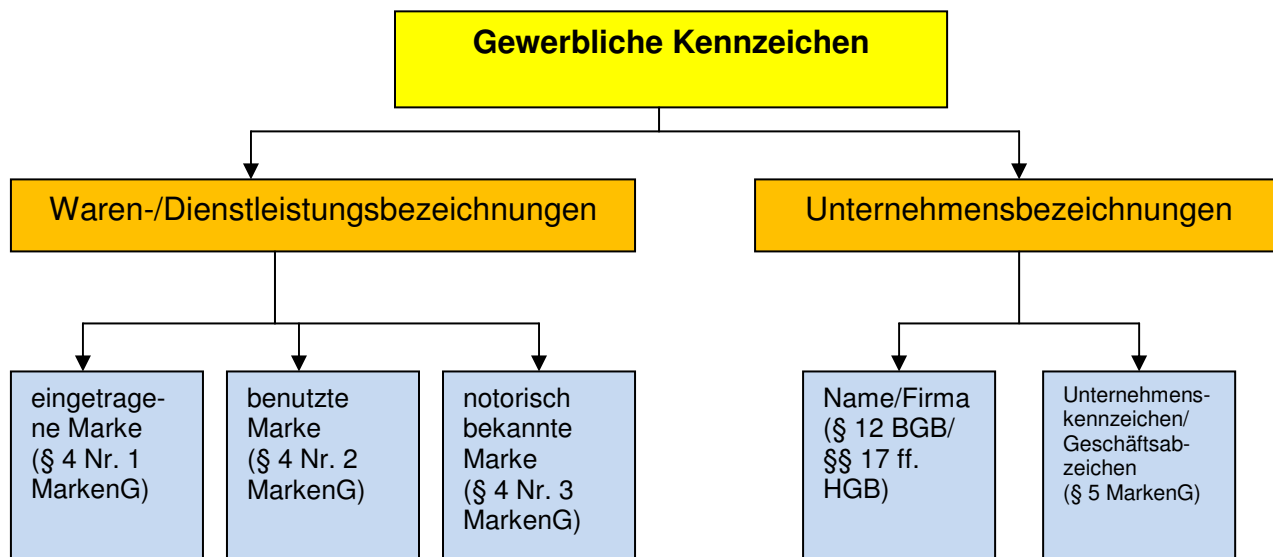 Gewerbliche Kennzeichen
Waren-/Dienstleistungsbezeichnungen
Unternehmensbezeichnungen
eingetrage-
ne Marke
(§ 4 Nr. 1
MarkenG)
benutzte
Marke
(§ 4 Nr. 2
MarkenG)
notorisch
bekannte
Marke
(§ 4 Nr. 3
MarkenG)
Name/Firma
(§ 12 BGB/
§§ 17 ff.
HGB)
Unternehmens-
kennzeichen/
Geschäftsab-
zeichen
(§ 5 MarkenG)